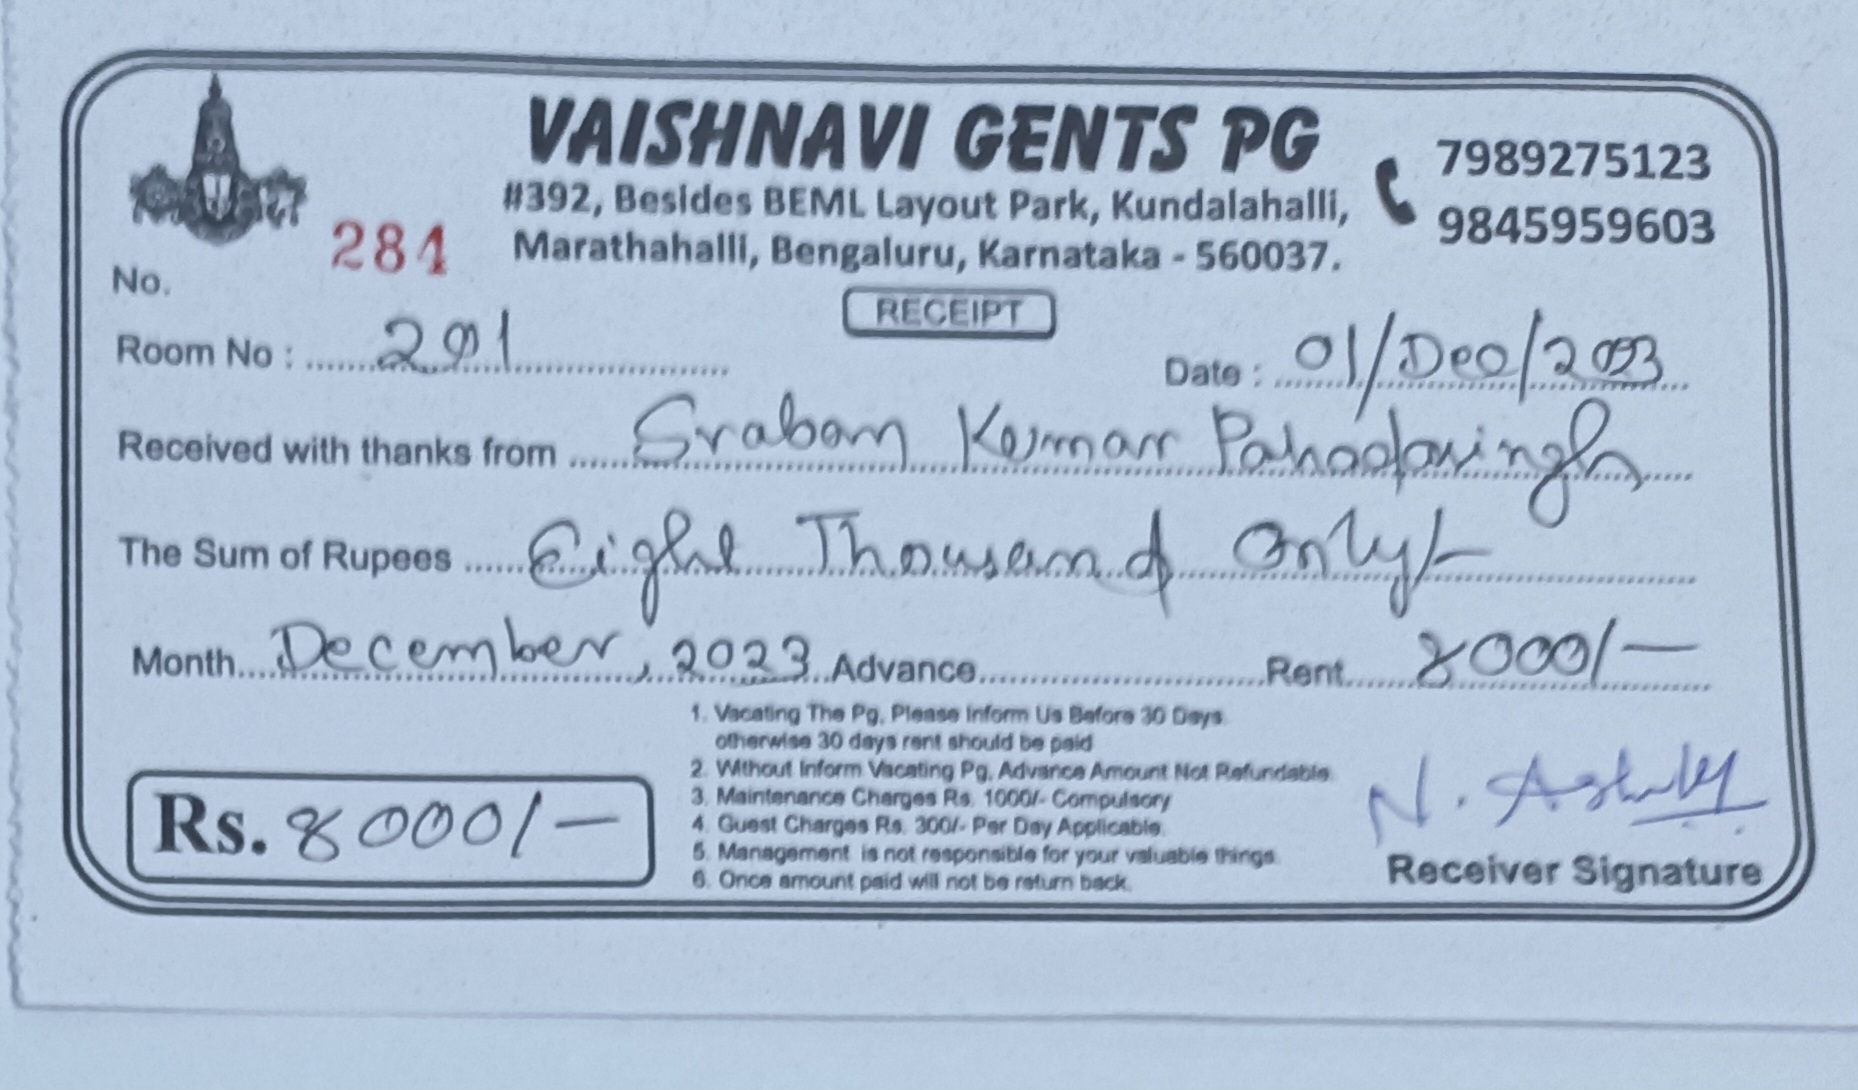 VAISHNAVI GENTS PG
#392, Besides BEML Layout Park, Kundalahalli,
Marathahalli, Bengaluru, Karnataka - 560037.
7989275123
9845959603
No. 284
RECEIPT
Room No : 201
Date : 01/Dec/2023
Received with thanks from Sraban Kumar Pahadasingh
The Sum of Rupees Eight Thousand Only/-
Month December, 2023 Advance Rent 8000/-
1. Vacating The Pg, Please Inform Us Before 30 Days
otherwise 30 days rent should be paid
2. Without Inform Vacating Pg, Advance Amount Not Refundable.
3. Maintenance Charges Rs. 1000/- Compulsory
4. Guest Charges Rs. 300/- Per Day Applicable.
5. Management is not responsible for your valuable things
6. Once amount paid will not be return back.
Rs. 8000/-
N.
Receiver Signature